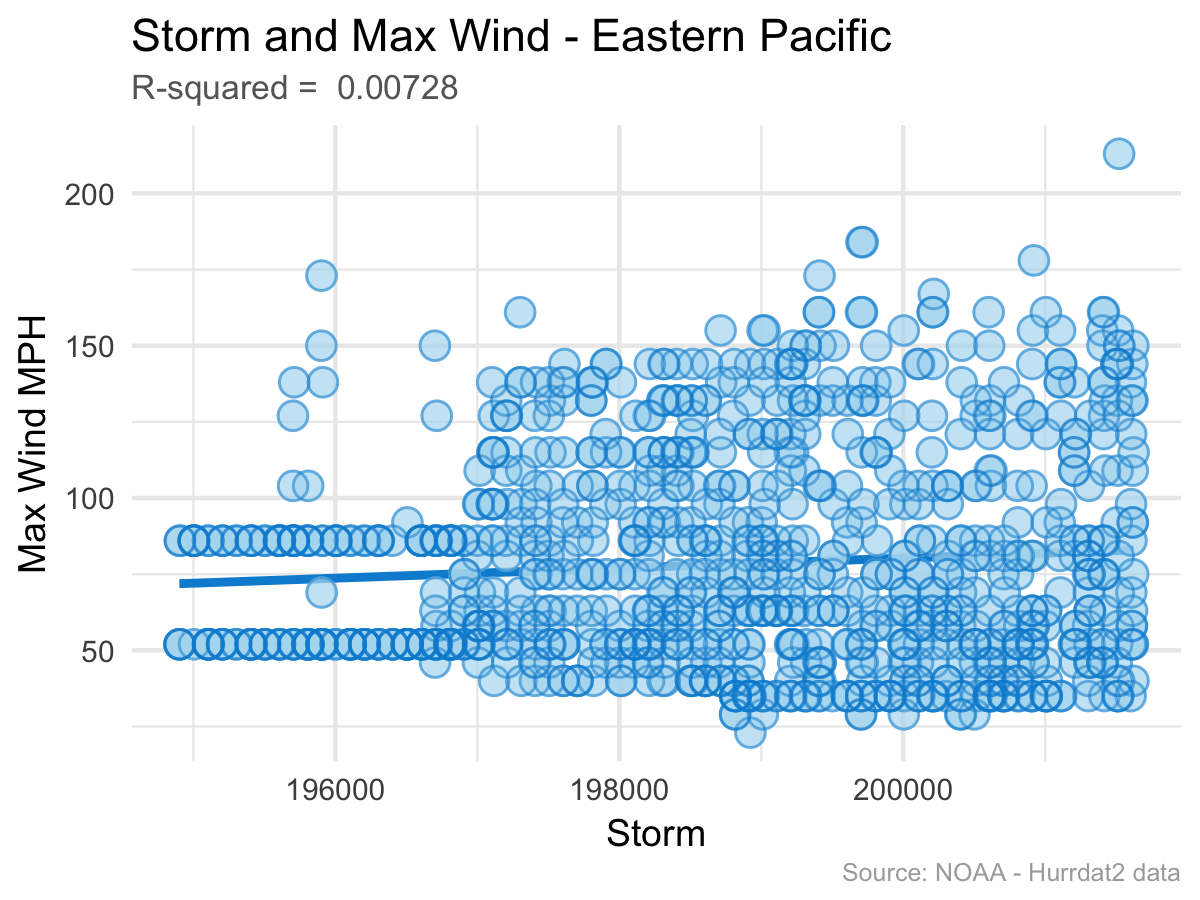 Storm and Max Wind - Eastern Pacific
R-squared =  0.00728
Max Wind MPH
200
150
100
50
196000
198000
200000
Storm
Source: NOAA - Hurrdat2 data